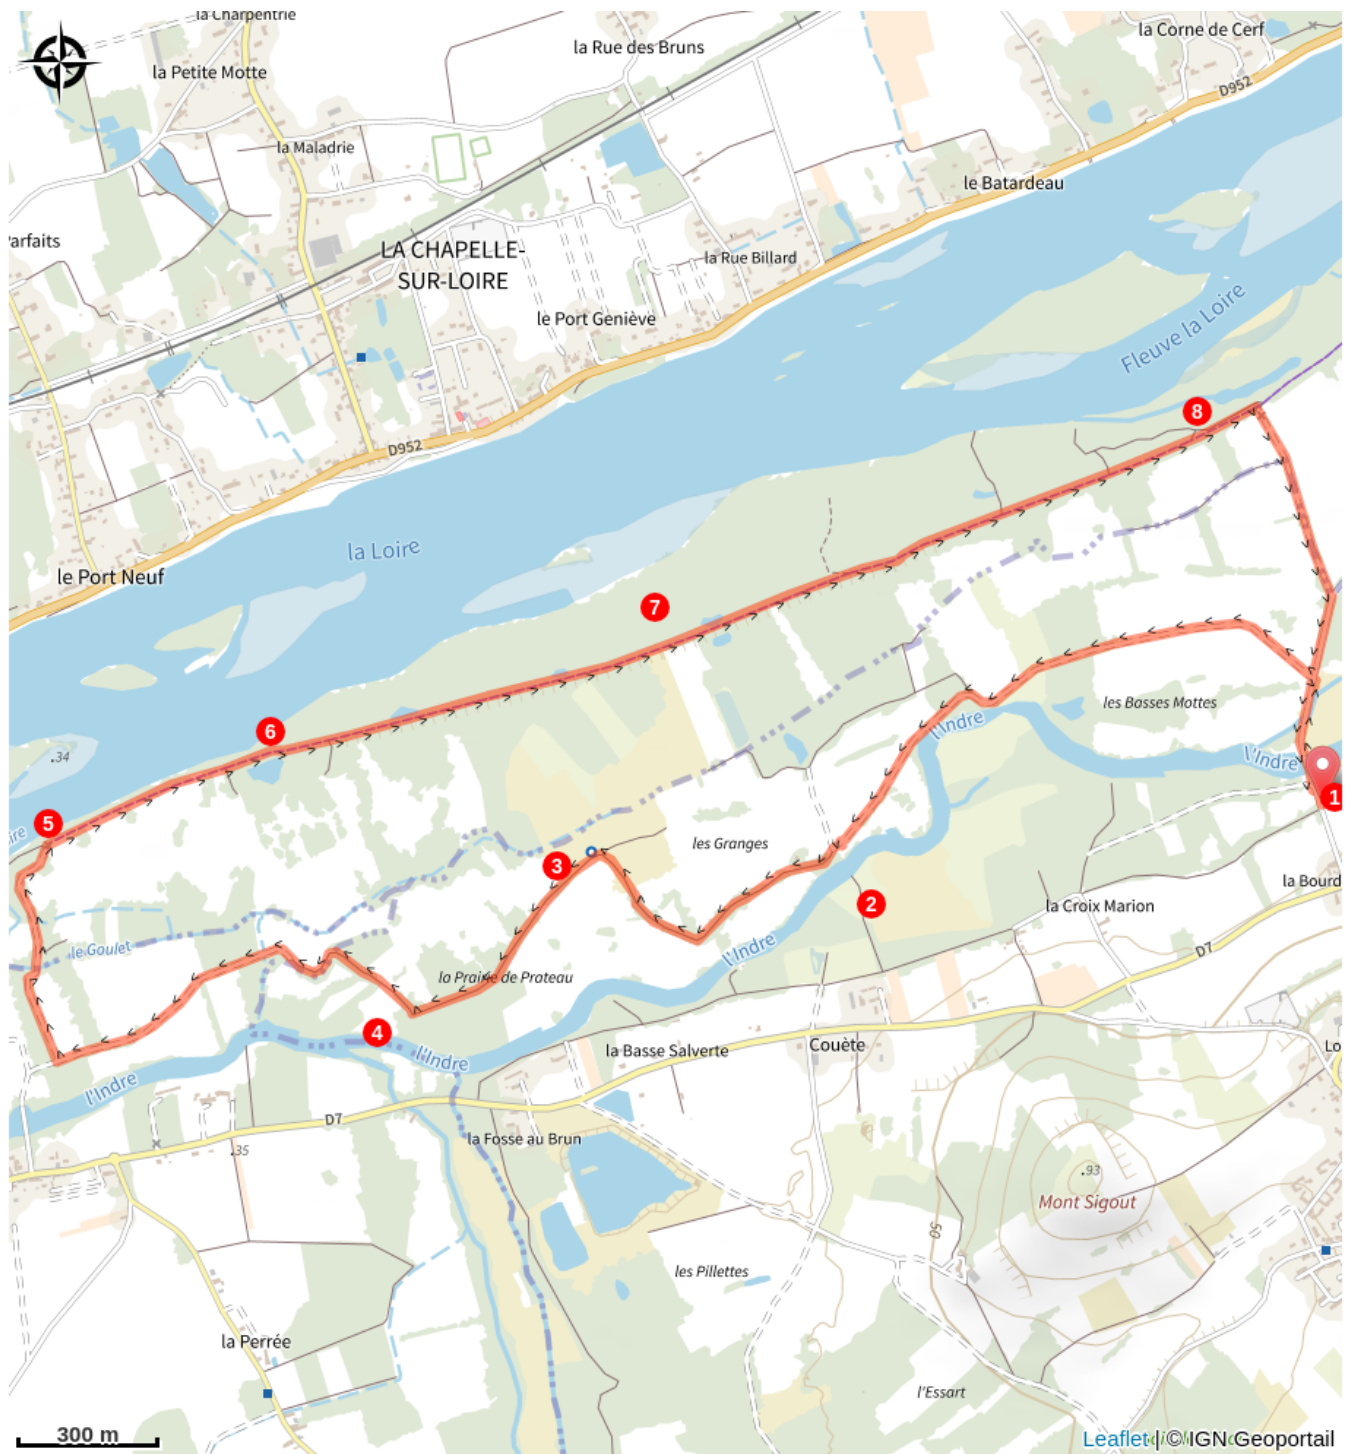 la Charpentrie
la Rue des Bruns
la Corne de Cerf
la Petite Motte
D952
la Maladrie
le Batardeau
arfaits
LA CHAPELLE-
SUR-LOIRE
la Rue Billard
le Port Geniève
Fleuve la Loire
8
D952
la Loire
le Port Neuf
7
les Basses Mottes
l'Indre
6
.34
l'Indre
1
5
ire
les Granges
3
la Bourd
2
la Croix Marion
le Goulet
l'Indre
D7
la Prairie de Prateau
4
l'Indre
la Basse Salverte
Couète
Lo
l'Indre
D7
.35
la Fosse au Brun
.93
Mont Sigout
50
les Pillettes
la Perrée
l'Essart
300 m
Leaflet | © IGN Geoportail